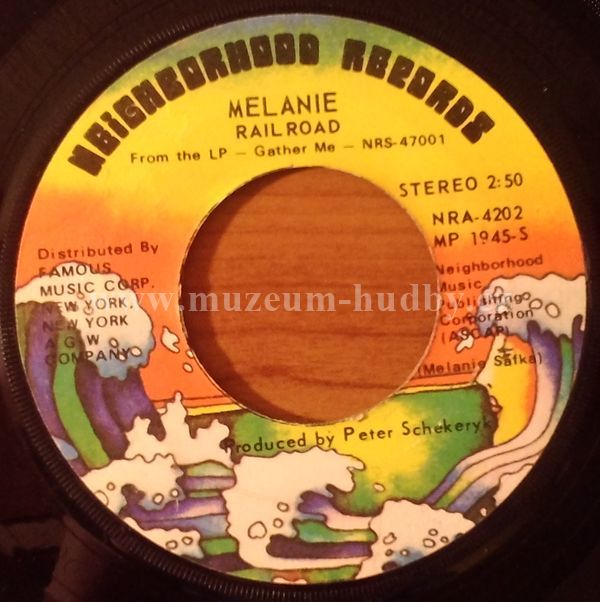 NEIGHBORHOOD RECORDS
MELANIE
RAILROAD
From the LP – Gather Me – NRS-47001
STEREO 2:50
NRA-4202
MP 1945-S
Distributed By
FAMOUS
MUSIC CORP.
NEW YORK,
NEW YORK
A G+W
COMPANY
Neighborhood
Music
Publishing
Corporation
(ASCAP)
(Melanie Safka)
Produced by Peter Schekeryk
www.muzeum-hudby